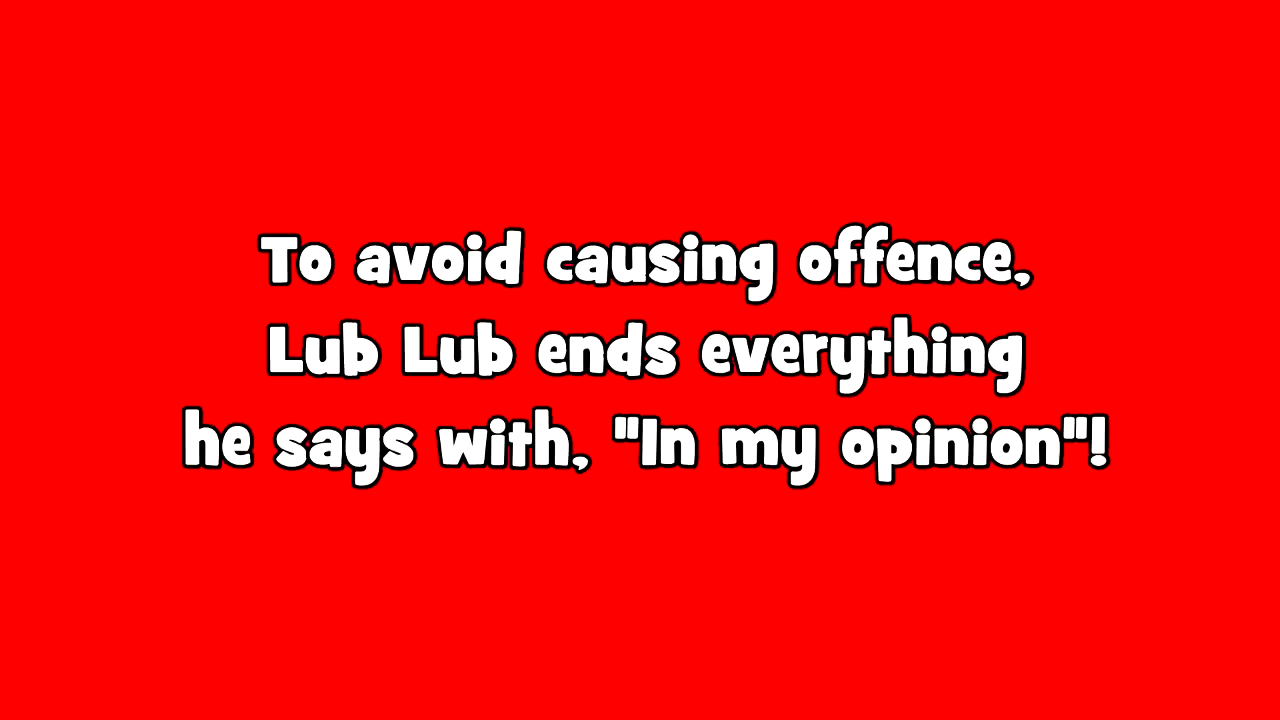 To avoid causing offence,
Lub Lub ends everything
he says with, "In my opinion"!